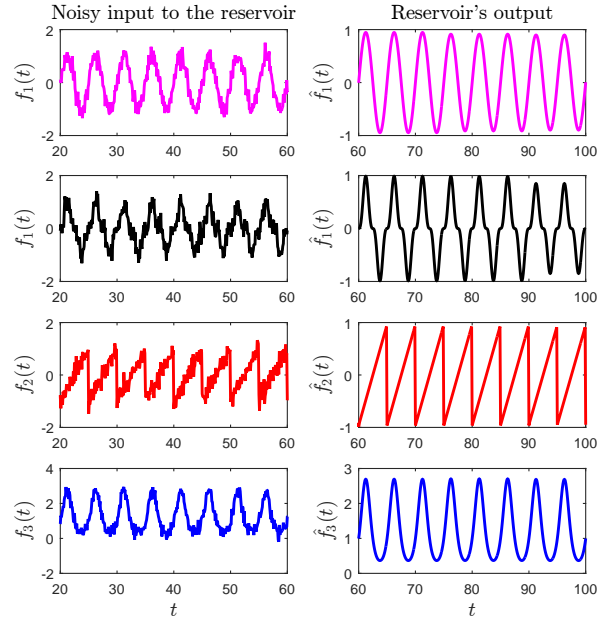 Noisy input to the reservoir
Reservoir's output
f₁(t)
2
0
-2
20 30 40 50 60
f̂₁(t)
1
0
-1
60 70 80 90 100
f₁(t)
2
0
-2
20 30 40 50 60
f̂₁(t)
1
0
-1
60 70 80 90 100
f₂(t)
2
0
-2
20 30 40 50 60
f̂₂(t)
1
0
-1
60 70 80 90 100
f₃(t)
4
2
0
-2
20 30 40 50 60
t
f̂₃(t)
3
2
1
0
60 70 80 90 100
t